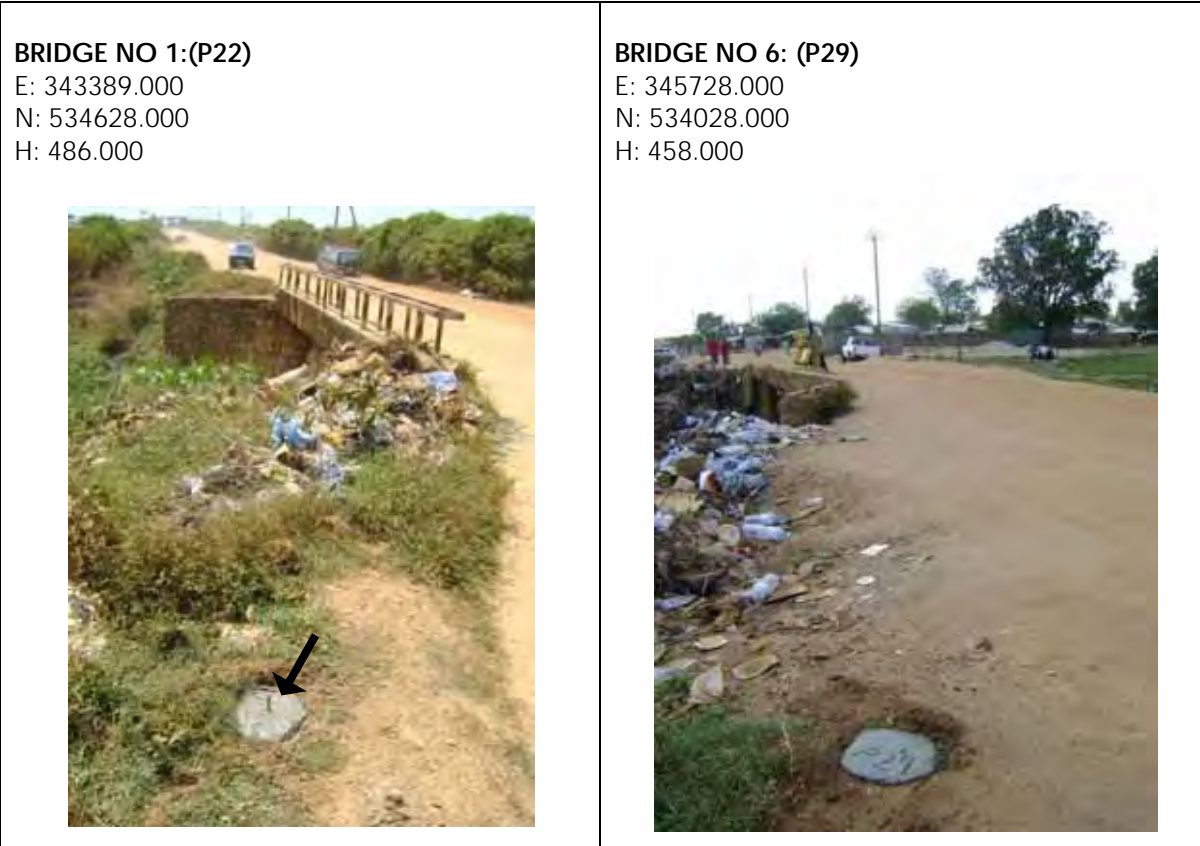 BRIDGE NO 1:(P22)
E: 343389.000
N: 534628.000
H: 486.000
BRIDGE NO 6: (P29)
E: 345728.000
N: 534028.000
H: 458.000
P29